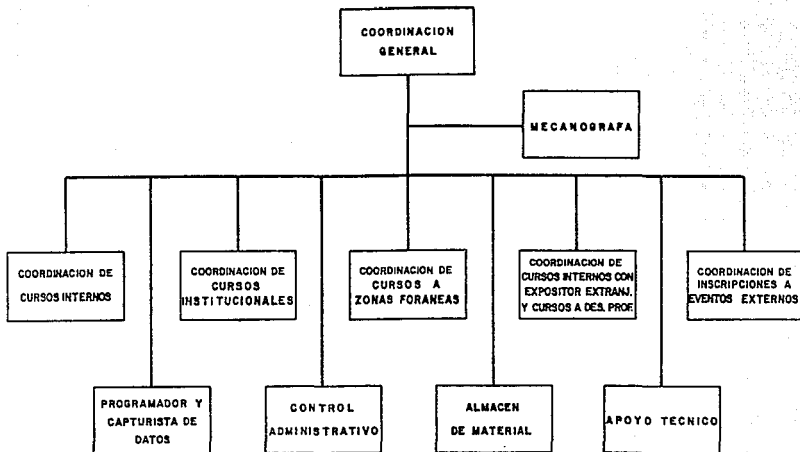 COORDINACION
GENERAL
MECANOGRAFA
COORDINACION DE
CURSOS INTERNOS
COORDINACION DE
CURSOS
INSTITUCIONALES
COORDINACION DE
CURSOS A
ZONAS FORANEAS
COORDINACION DE
CURSOS INTERNOS CON
EXPOSITOR EXTRANJ.
Y CURSOS A DES. PROF.
COORDINACION DE
INSCRIPCIONES A
EVENTOS EXTERNOS
PROGRAMADOR Y
CAPTURISTA DE
DATOS
CONTROL
ADMINISTRATIVO
ALMACEN
DE MATERIAL
APOYO TECNICO